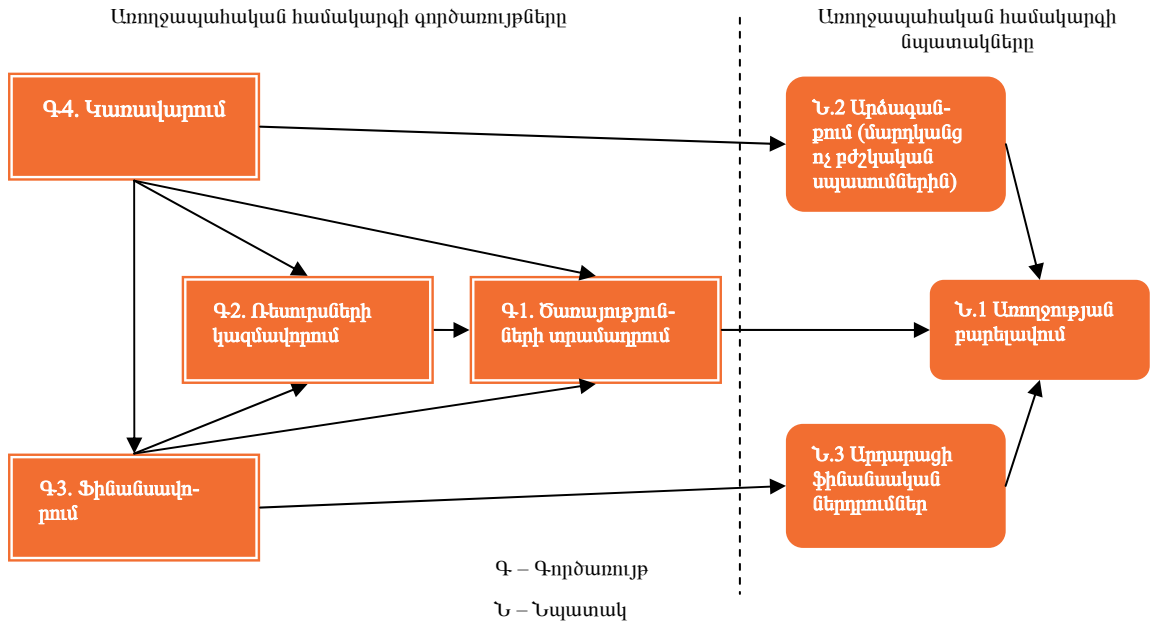 Առողջապահական համակարգի գործառույթները
Առողջապահական համակարգի
նպատակները
Գ4. Կառավարում
Ն.2 Արձագան-
քում (մարդկանց
ոչ բժշկական
սպասումներին)
Գ2. Ռեսուրսների
կազմավորում
Գ1. Ծառայություն-
ների տրամադրում
Ն.1 Առողջության
բարելավում
Գ3. Ֆինանսավո-
րում
Ն.3 Արդարացի
ֆինանսական
ներդրումներ
Գ – Գործառույթ
Ն – Նպատակ